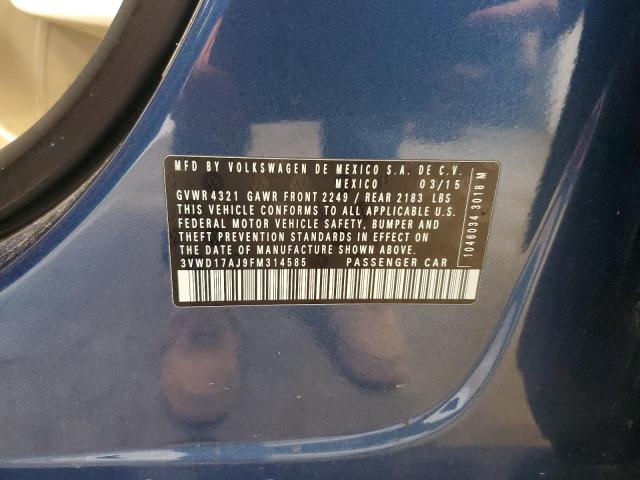 MFD BY VOLKSWAGEN DE MEXICO S.A. DE C.V.
MEXICO 03/15
GVWR 4321 GAWR FRONT 2249 / REAR 2183 LBS
THIS VEHICLE CONFORMS TO ALL APPLICABLE U.S.
FEDERAL MOTOR VEHICLE SAFETY, BUMPER AND
THEFT PREVENTION STANDARDS IN EFFECT ON THE
DATE OF MANUFACTURE SHOWN ABOVE.
3VWD17AJ9FM314585 PASSENGER CAR
1046034 3018 M